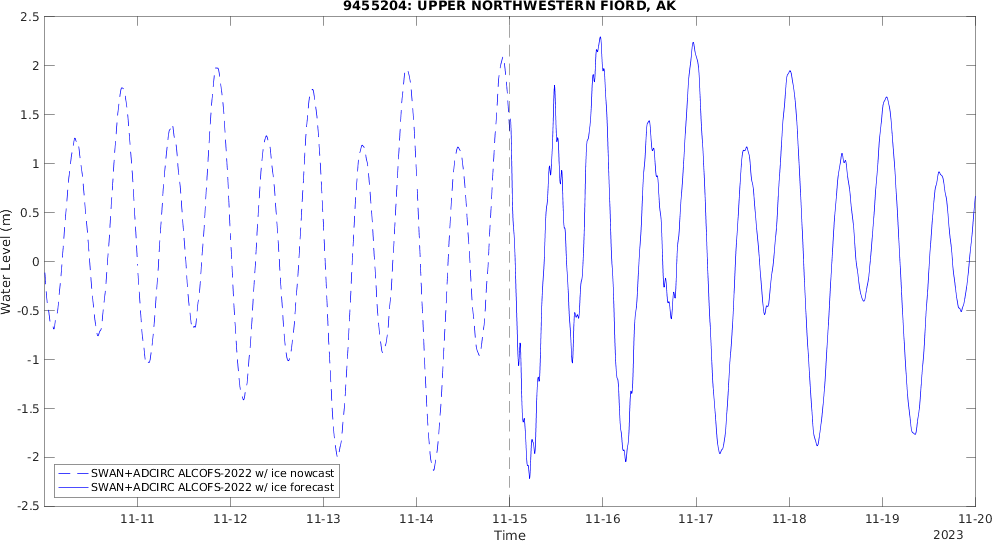 9455204: UPPER NORTHWESTERN FIORD, AK
2.5
2
1.5
1
0.5
0
-0.5
-1
-1.5
-2
-2.5
Water Level (m)
SWAN+ADCIRC ALCOFS-2022 w/ ice nowcast
SWAN+ADCIRC ALCOFS-2022 w/ ice forecast
11-11 11-12 11-13 11-14 11-15 11-16 11-17 11-18 11-19 11-20
Time
2023